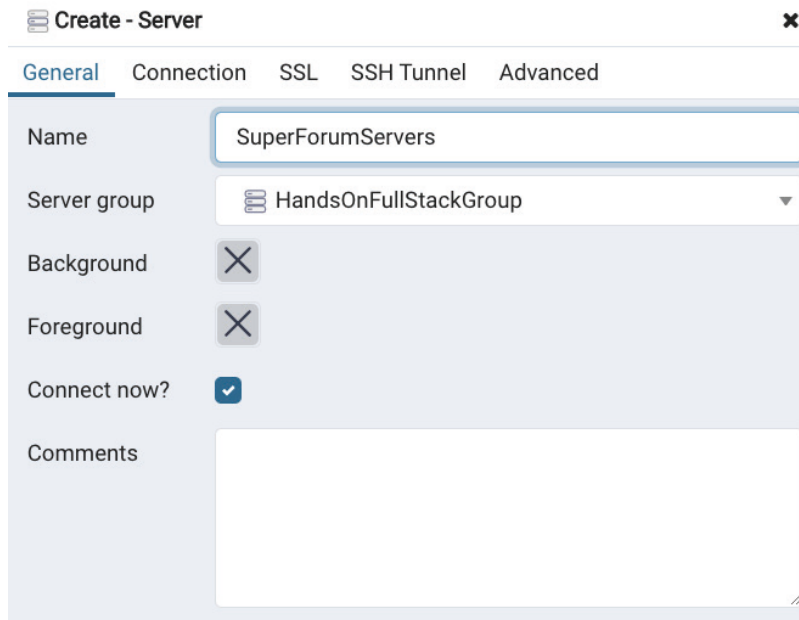 Create - Server
General Connection SSL SSH Tunnel Advanced
Name SuperForumServers
Server group HandsOnFullStackGroup
Background
Foreground
Connect now?
Comments